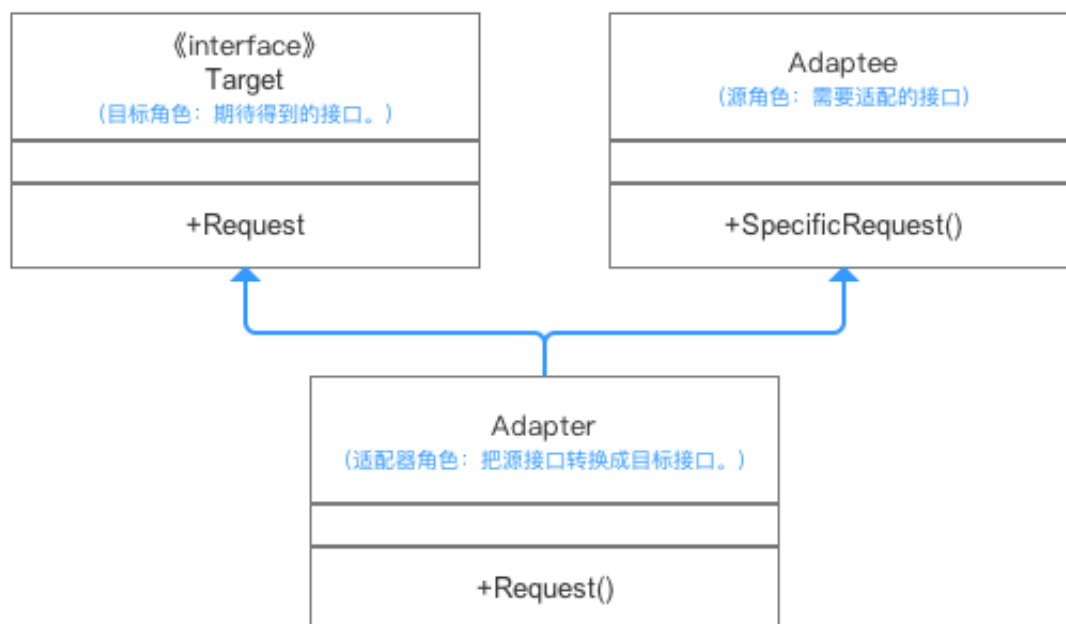 《interface》
Target
(目标角色：期待得到的接口。)
+Request
Adaptee
(源角色：需要适配的接口)
+SpecificRequest()
Adapter
(适配器角色：把源接口转换成目标接口。)
+Request()